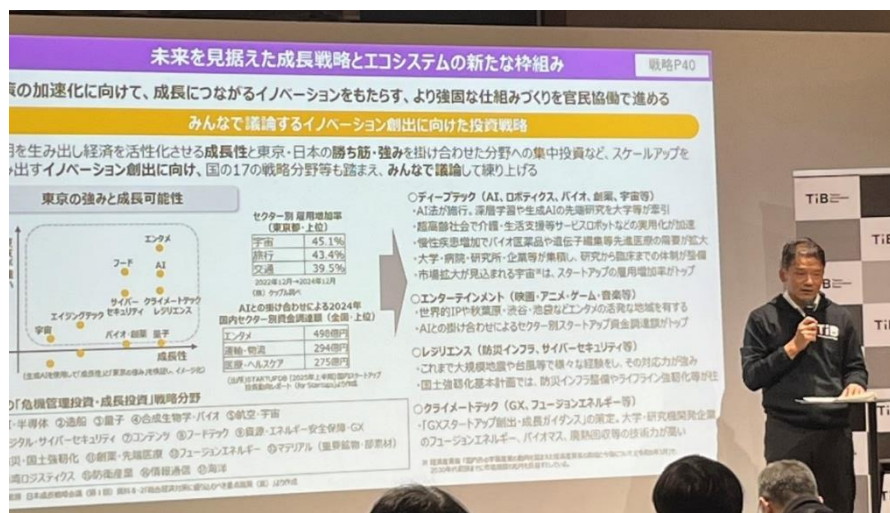 未来を見据えた成長戦略とエコシステムの新たな枠組み
戦略P40
の加速化に向けて、成長につながるイノベーションをもたらす、より強固な仕組みづくりを官民協働で進める
みんなで議論するイノベーション創出に向けた投資戦略
を生み出し経済を活性化させる成長性と東京・日本の勝ち筋・強みを掛け合わせた分野への集中投資など、スケールアップを
み出すイノベーション創出に向け、国の17の戦略分野等も踏まえ、みんなで議論して練り上げる
東京の強みと成長可能性
エンタメ
フード
AI
サイバー
セキュリティ
クライメートテック
レジリエンス
エイジングテック
宇宙
バイオ・創薬
量子
成長性
セクター別 雇用増加率
(東京都・上位)
宇宙 45.1%
旅行 43.4%
交通 39.5%
2022年12月→2024年12月
AIとの掛け合わせによる2024年
国内セクター別資金調達額(全国・上位)
エンタメ 498億円
運輸・物流 294億円
医療・ヘルスケア 275億円
○ディープテック(AI、ロボティクス、バイオ、創薬、宇宙等)
・AI法が施行。深層学習や生成AIの先端研究を大学等が牽引
・超高齢社会で介護・生活支援等サービスロボットなどの実用化が加速
・慢性疾患増加でバイオ医薬品や遺伝子編集等先進医療の需要が拡大
・大学・病院・研究所・企業等が集積し、研究から臨床までの体制が整備
・市場拡大が見込まれる宇宙※は、スタートアップの雇用増加率がトップ
○エンターテインメント(映画・アニメ・ゲーム・音楽等)
・世界的IPや秋葉原・渋谷・池袋などエンタメの活発な地域を有する
・AIとの掛け合わせによるセクター別スタートアップ資金調達額がトップ
○レジリエンス(防災インフラ、サイバーセキュリティ等)
・これまで大規模地震や台風等で様々な経験をし、その対応力が強み
・国土強靱化基本計画では、防災インフラ整備やライフライン強靱化等が柱
○クライメートテック(GX、フュージョンエネルギー等)
・「GXスタートアップ創出・成長ガイダンス」の策定。大学・研究機関発企業
のフュージョンエネルギー、バイオマス、廃熱回収等の技術力が高い
の「危機管理投資・成長投資」戦略分野
・半導体 ②造船 ③量子 ④合成生物学・バイオ ⑤航空・宇宙
ジタル・サイバーセキュリティ ⑦コンテンツ ⑧フードテック ⑨資源・エネルギー安全保障・GX
災・国土強靱化 ⑪創薬・先端医療 ⑫フュージョンエネルギー ⑬マテリアル(重要鉱物・部素材)
湾ロジスティクス ⑮防衛産業 ⑯情報通信 ⑰海洋
TiB
TiB
TiB
TiB